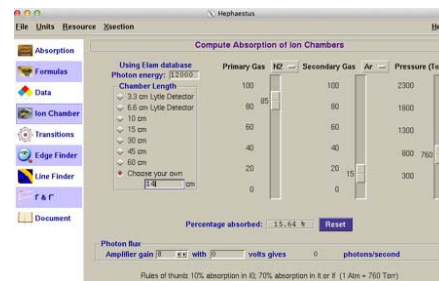 Hephaestus
File Units Resource Xsection
Compute Absorption of Ion Chambers
Absorption
Formulas
Data
Ion Chamber
Transitions
Edge Finder
Line Finder
f' & f"
Document
Using Elam database
Photon energy: 12000
Chamber Length
3.3 cm Lytle Detector
6.6 cm Lytle Detector
10 cm
15 cm
30 cm
45 cm
60 cm
Choose your own
14 cm
Primary Gas N2 Secondary Gas Ar Pressure (To
100 100 2300
85
80 80 1800
60 60 1300
40 40 800 760
20 20 15 300
0 0
Percentage absorbed: 15.64 % Reset
Photon flux
Amplifier gain 8 << with 0 volts gives 0 photons/second
Rules of thumb: 10% absorption in I0; 70% absorption in It or If (1 Atm = 760 Torr)